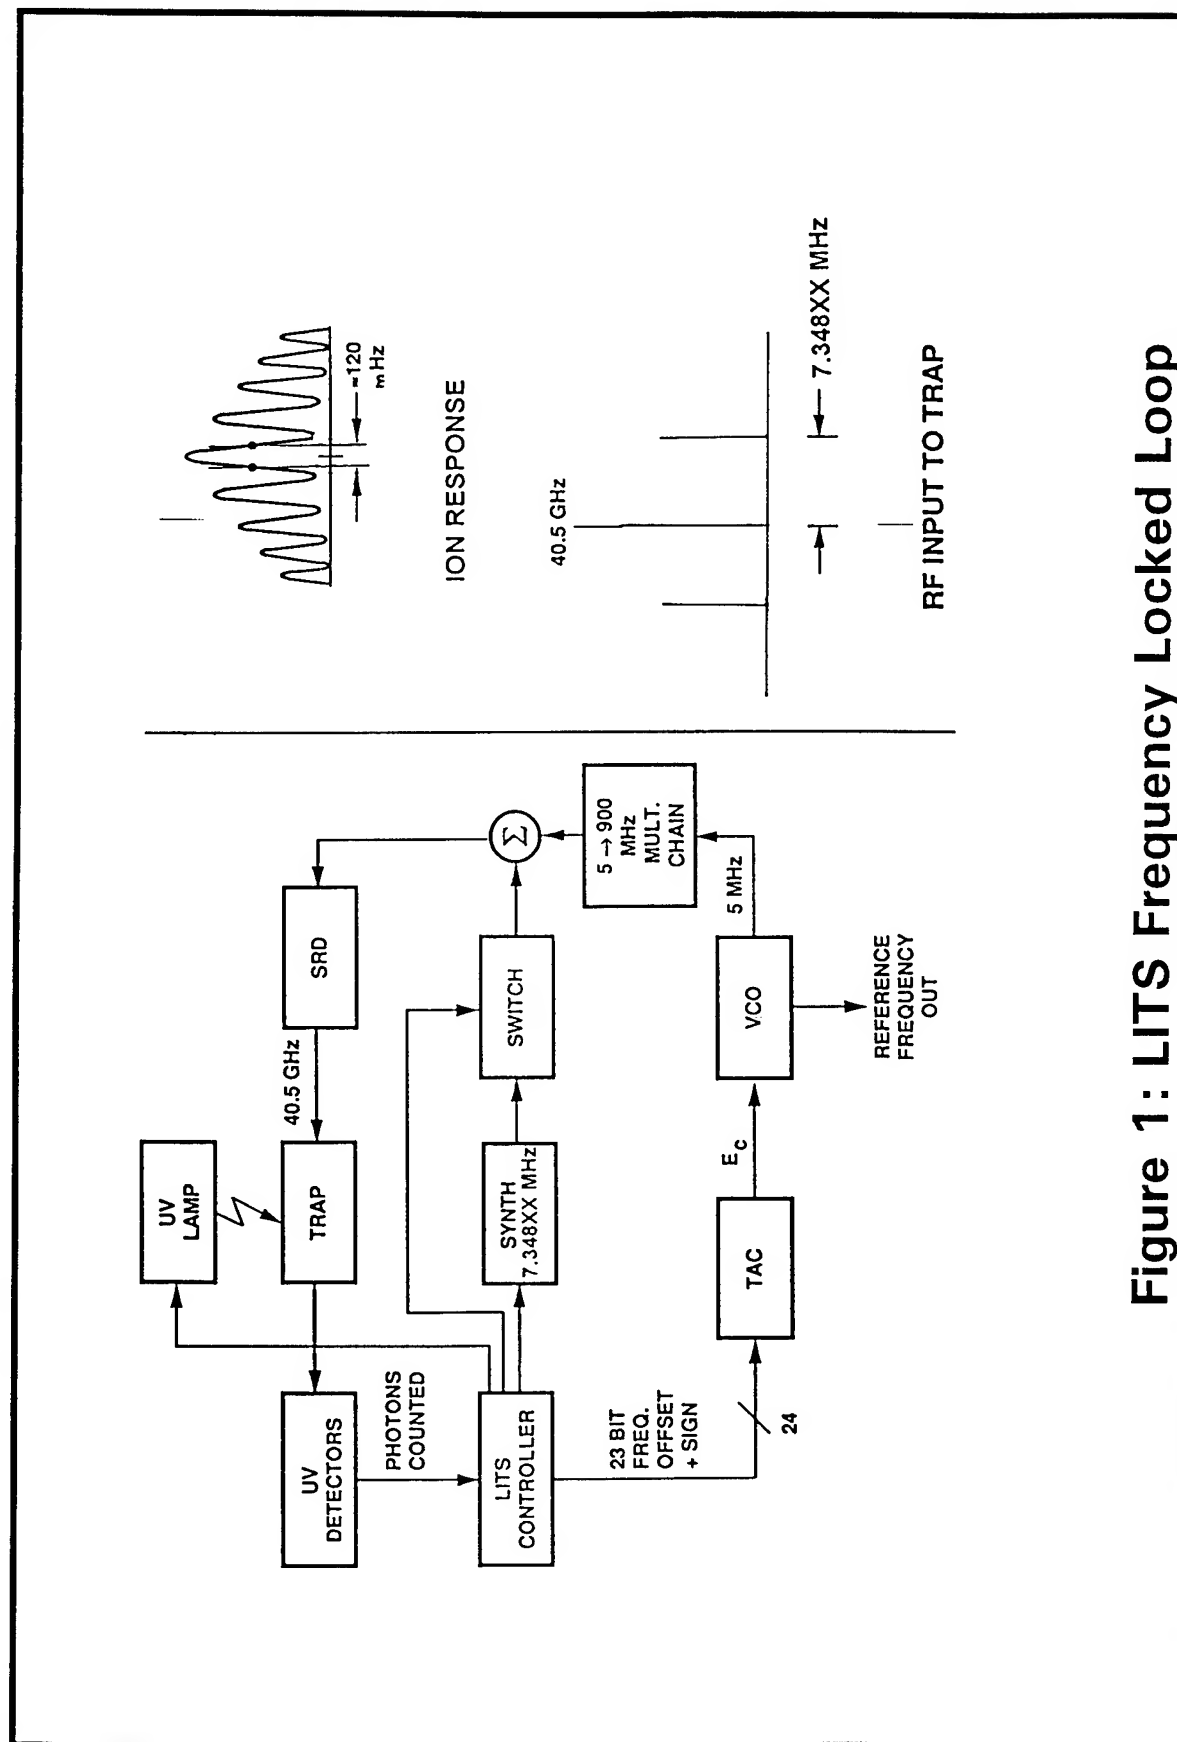 UV
LAMP
UV
DETECTORS
TRAP
40.5 GHz
SRD
PHOTONS
COUNTED
LITS
CONTROLLER
SYNTH
7.348XX MHz
SWITCH
Σ
23 BIT
FREQ.
OFFSET
+ SIGN
24
TAC
E_C
VCO
5 MHz
5 → 900
MHz
MULT.
CHAIN
REFERENCE
FREQUENCY
OUT
≈120
mHz
ION RESPONSE
40.5 GHz
7.348XX MHz
RF INPUT TO TRAP
Figure 1: LITS Frequency Locked Loop